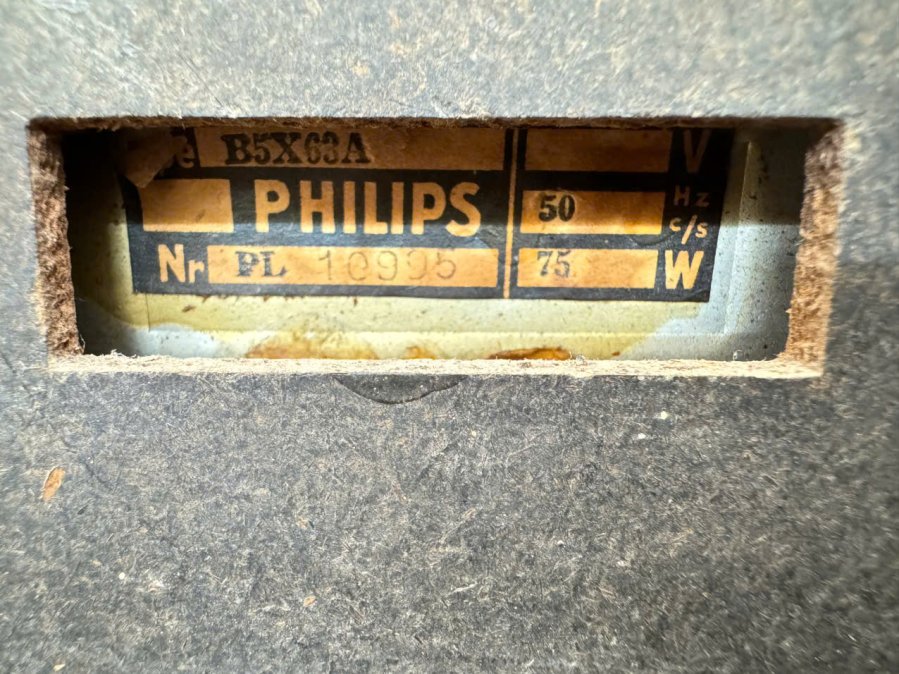 B5X63A V
PHILIPS 50 Hz c/s
Nr PL 10995 75 W